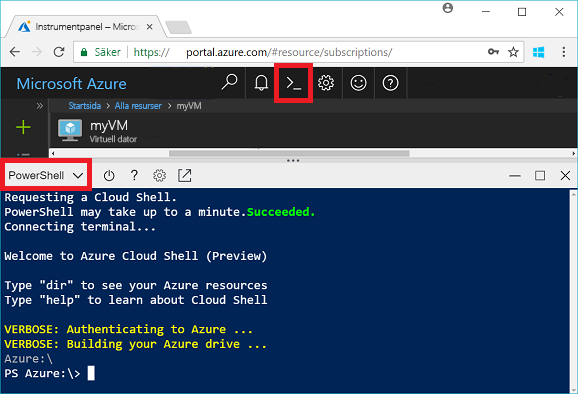 Instrumentpanel – Micros
Säker https:// portal.azure.com/#resource/subscriptions/
Microsoft Azure
Startsida > Alla resurser > myVM
myVM
Virtuell dator
PowerShell
Requesting a Cloud Shell.
PowerShell may take up to a minute.Succeeded.
Connecting terminal...
Welcome to Azure Cloud Shell (Preview)
Type "dir" to see your Azure resources
Type "help" to learn about Cloud Shell
VERBOSE: Authenticating to Azure ...
VERBOSE: Building your Azure drive ...
Azure:\
PS Azure:\>